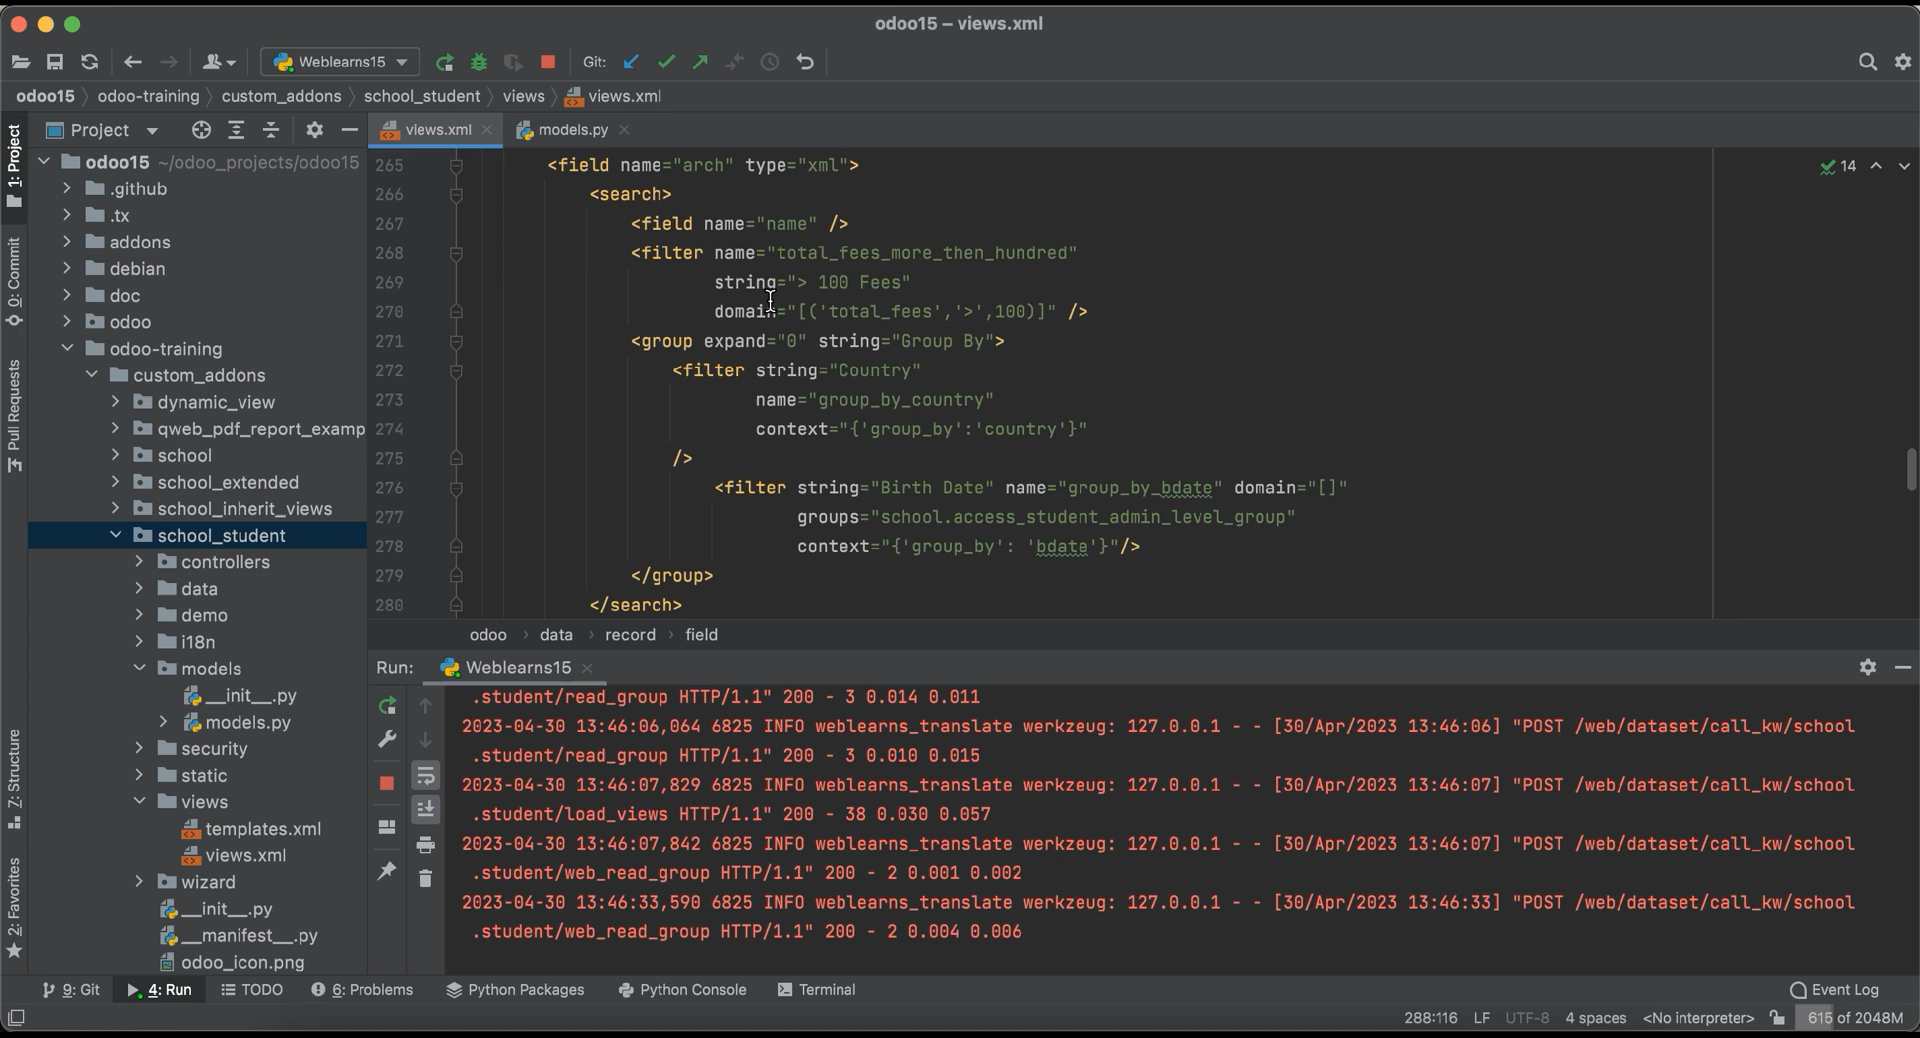 odoo15 – views.xml
Weblearns15
Git:
odoo15 odoo-training custom_addons school_student views views.xml
Project
views.xml
models.py
1: Project
0: Commit
Pull Requests
7: Structure
2: Favorites
odoo15 ~/odoo_projects/odoo15
.github
.tx
addons
debian
doc
odoo
odoo-training
custom_addons
dynamic_view
qweb_pdf_report_examp
school
school_extended
school_inherit_views
school_student
controllers
data
demo
i18n
models
__init__.py
models.py
security
static
views
templates.xml
views.xml
wizard
__init__.py
__manifest__.py
odoo_icon.png
14
265 <field name="arch" type="xml">
266 <search>
267 <field name="name" />
268 <filter name="total_fees_more_then_hundred"
269 string="> 100 Fees"
270 domain="[('total_fees','>',100)]" />
271 <group expand="0" string="Group By">
272 <filter string="Country"
273 name="group_by_country"
274 context="{'group_by':'country'}"
275 />
276 <filter string="Birth Date" name="group_by_bdate" domain="[]"
277 groups="school.access_student_admin_level_group"
278 context="{'group_by': 'bdate'}"/>
279 </group>
280 </search>
odoo data record field
Run: Weblearns15
.student/read_group HTTP/1.1" 200 - 3 0.014 0.011
2023-04-30 13:46:06,064 6825 INFO weblearns_translate werkzeug: 127.0.0.1 - - [30/Apr/2023 13:46:06] "POST /web/dataset/call_kw/school
.student/read_group HTTP/1.1" 200 - 3 0.010 0.015
2023-04-30 13:46:07,829 6825 INFO weblearns_translate werkzeug: 127.0.0.1 - - [30/Apr/2023 13:46:07] "POST /web/dataset/call_kw/school
.student/load_views HTTP/1.1" 200 - 38 0.030 0.057
2023-04-30 13:46:07,842 6825 INFO weblearns_translate werkzeug: 127.0.0.1 - - [30/Apr/2023 13:46:07] "POST /web/dataset/call_kw/school
.student/web_read_group HTTP/1.1" 200 - 2 0.001 0.002
2023-04-30 13:46:33,590 6825 INFO weblearns_translate werkzeug: 127.0.0.1 - - [30/Apr/2023 13:46:33] "POST /web/dataset/call_kw/school
.student/web_read_group HTTP/1.1" 200 - 2 0.004 0.006
9: Git 4: Run TODO 6: Problems Python Packages Python Console Terminal Event Log
288:116 LF UTF-8 4 spaces <No interpreter> 615 of 2048M